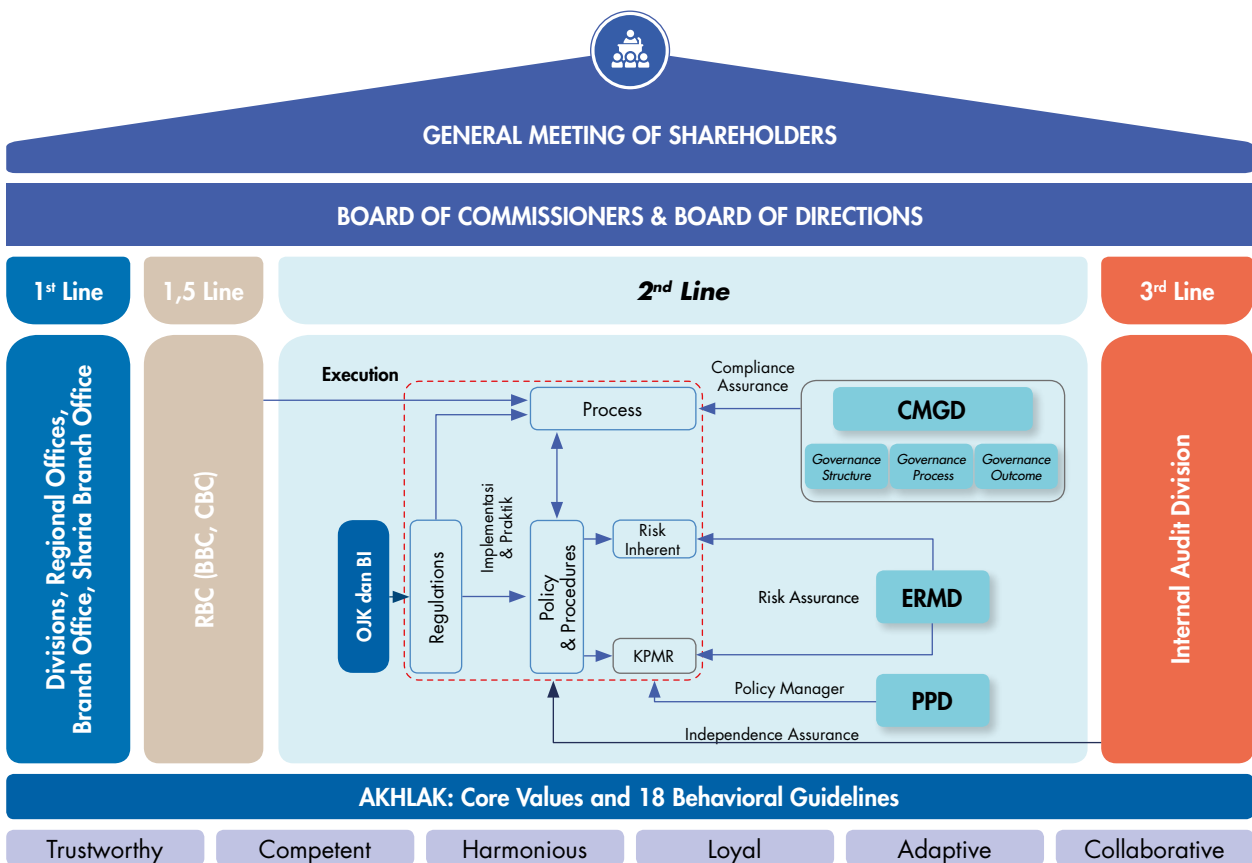 GENERAL MEETING OF SHAREHOLDERS
BOARD OF COMMISSIONERS & BOARD OF DIRECTIONS
1st Line
1,5 Line
2nd Line
3rd Line
Divisions, Regional Offices,
Branch Office, Sharia Branch Office
RBC (BBC, CBC)
Execution
Process
Compliance
Assurance
CMGD
Governance
Structure
Governance
Process
Governance
Outcome
OJK dan BI
Regulations
Implementasi
& Praktik
Policy
& Procedures
Risk
Inherent
KPMR
Risk Assurance
ERMD
Policy Manager
PPD
Independence Assurance
Internal Audit Division
AKHLAK: Core Values and 18 Behavioral Guidelines
Trustworthy
Competent
Harmonious
Loyal
Adaptive
Collaborative